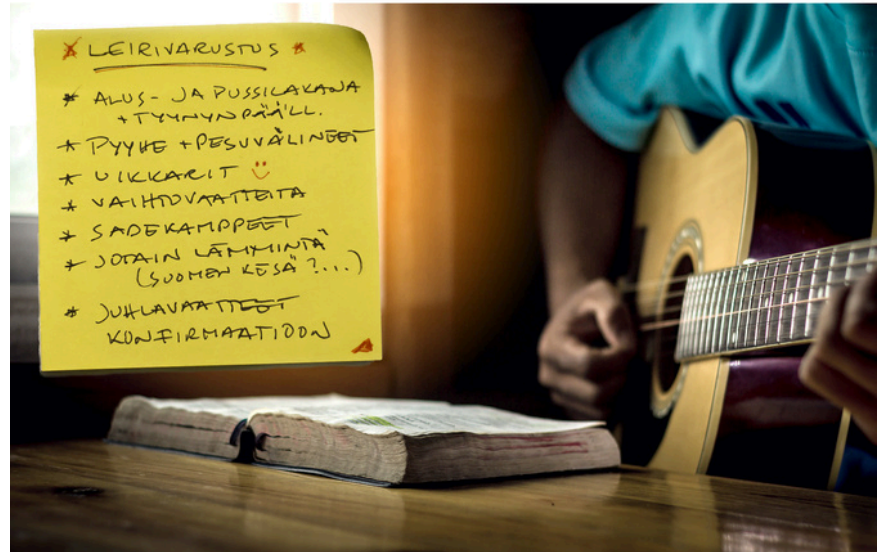 * LEIRIVARUSTUS *
* ALUS- JA PUSSILAKANA
+ TYYNYNPÄÄLL.
* PYYHE + PESUVÄLINEET
* UIKKARIT :)
* VAIHTOVAATTEITA
* SADEKAMPPEET
* JOTAIN LÄMMINTÄ
(SUOMEN KESÄ?...)
* JUHLAVAATTEET
KONFIRMAATIOON